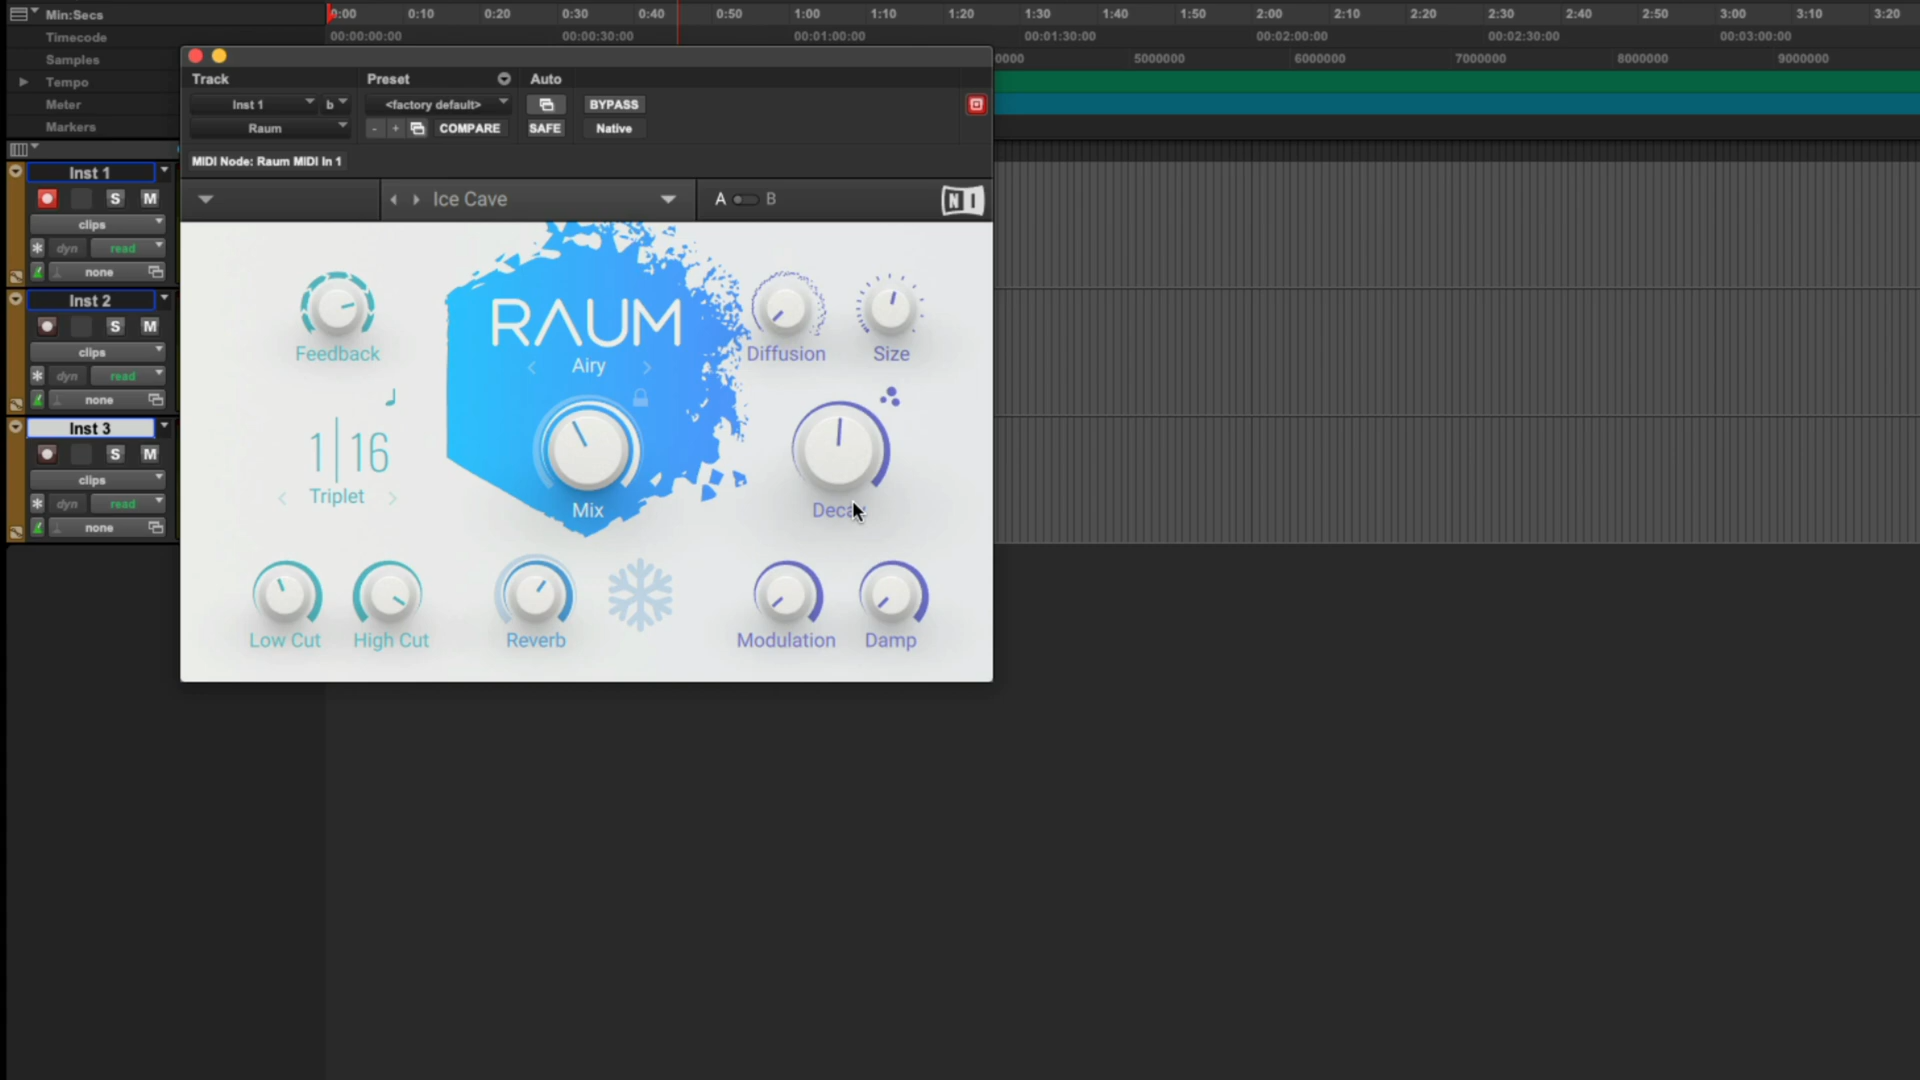 Min:Secs
0:00 0:10 0:20 0:30 0:40 0:50 1:00 1:10 1:20 1:30 1:40 1:50 2:00 2:10 2:20 2:30 2:40 2:50 3:00 3:10 3:20
Timecode
00:00:00:00 00:00:30:00 00:01:00:00 00:01:30:00 00:02:00:00 00:02:30:00 00:03:00:00
Samples
0000 5000000 6000000 7000000 8000000 9000000
Tempo
Meter
Markers
Track Preset Auto
Inst 1 b <factory default> BYPASS
Raum - + COMPARE SAFE Native
MIDI Node: Raum MIDI In 1
Ice Cave A B NI
Inst 1
S M
clips
dyn read
none
Inst 2
S M
clips
dyn read
none
Inst 3
S M
clips
dyn read
none
RAUM
Airy
Feedback
Diffusion Size
1|16
Triplet
Mix
Decay
Low Cut High Cut Reverb Modulation Damp